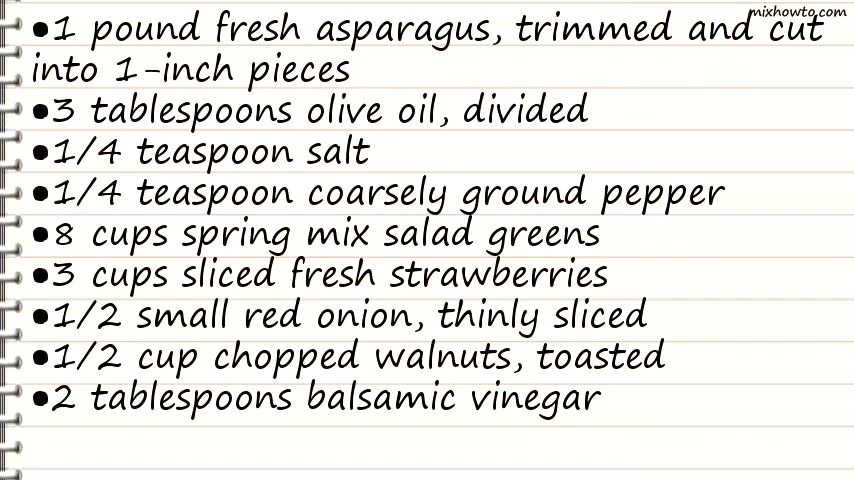 mixhowto.com
•1 pound fresh asparagus, trimmed and cut
into 1-inch pieces
•3 tablespoons olive oil, divided
•1/4 teaspoon salt
•1/4 teaspoon coarsely ground pepper
•8 cups spring mix salad greens
•3 cups sliced fresh strawberries
•1/2 small red onion, thinly sliced
•1/2 cup chopped walnuts, toasted
•2 tablespoons balsamic vinegar